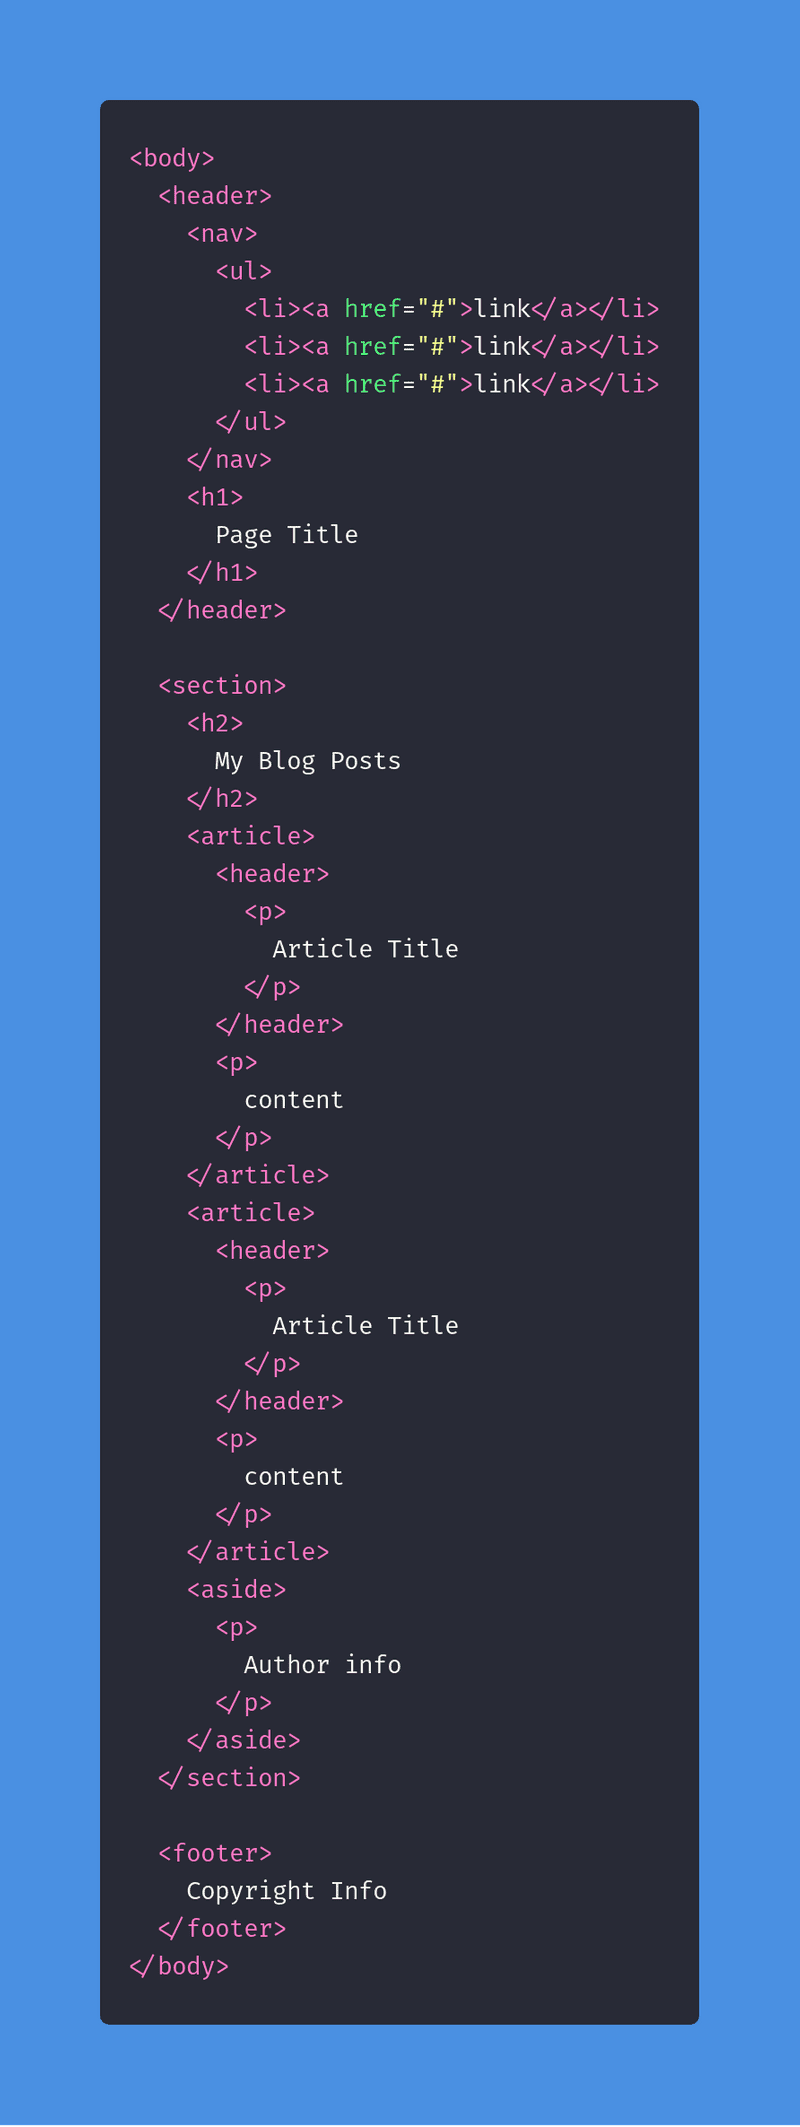 <body>
  <header>
    <nav>
      <ul>
        <li><a href="#">link</a></li>
        <li><a href="#">link</a></li>
        <li><a href="#">link</a></li>
      </ul>
    </nav>
    <h1>
      Page Title
    </h1>
  </header>

  <section>
    <h2>
      My Blog Posts
    </h2>
    <article>
      <header>
        <p>
          Article Title
        </p>
      </header>
      <p>
        content
      </p>
    </article>
    <article>
      <header>
        <p>
          Article Title
        </p>
      </header>
      <p>
        content
      </p>
    </article>
    <aside>
      <p>
        Author info
      </p>
    </aside>
  </section>

  <footer>
    Copyright Info
  </footer>
</body>